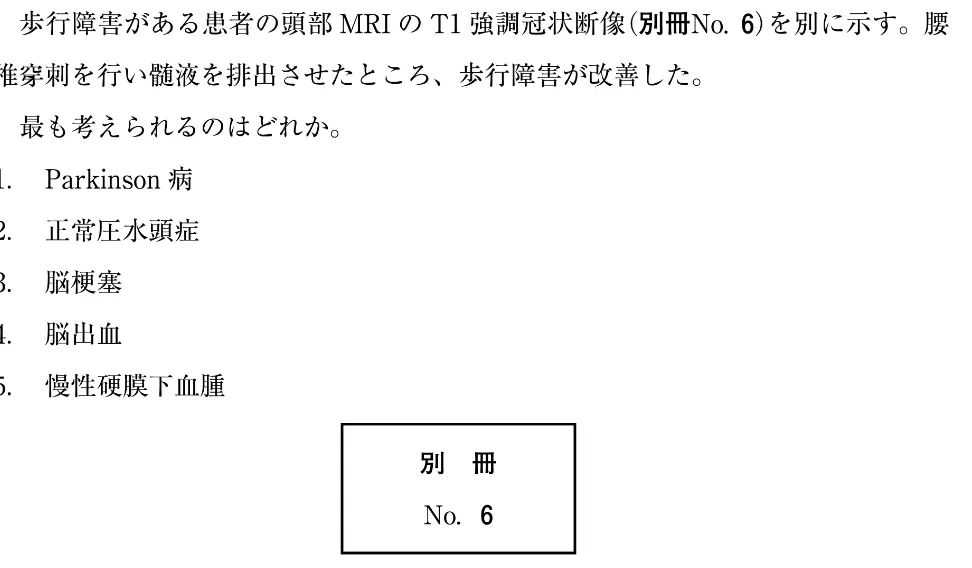 歩行障害がある患者の頭部 MRI の T1 強調冠状断像(別冊No. 6)を別に示す。腰
椎穿刺を行い髄液を排出させたところ、歩行障害が改善した。
最も考えられるのはどれか。
1. Parkinson 病
2. 正常圧水頭症
3. 脳梗塞
4. 脳出血
5. 慢性硬膜下血腫
別 冊
No. 6